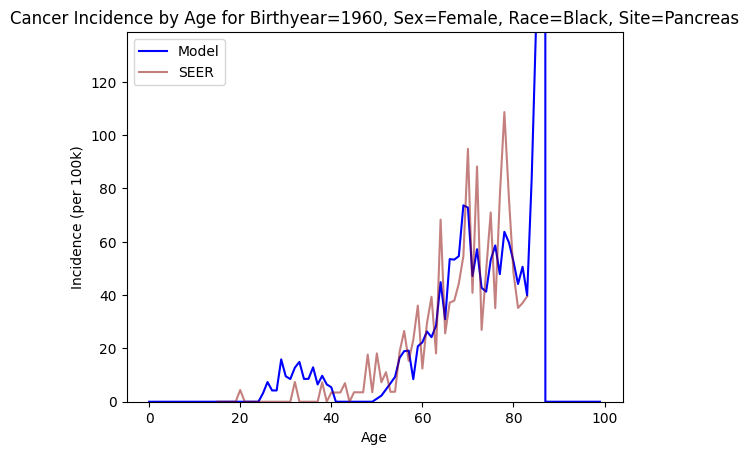 Cancer Incidence by Age for Birthyear=1960, Sex=Female, Race=Black, Site=Pancreas
Model
SEER
Incidence (per 100k)
120
100
80
60
40
20
0
0 20 40 60 80 100
Age